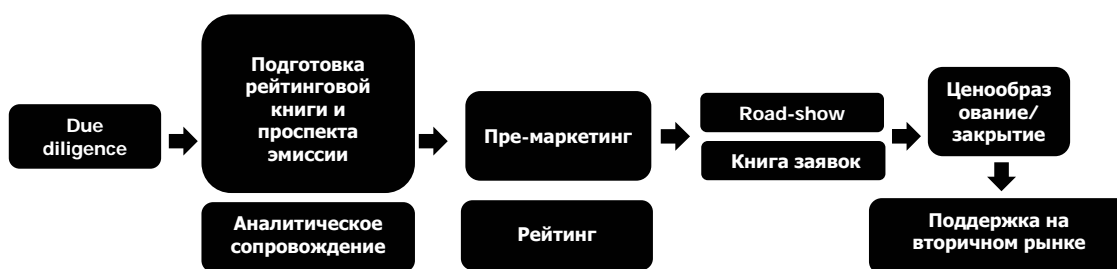 Due
diligence
Подготовка
рейтинговой
книги и
проспекта
эмиссии
Аналитическое
сопровождение
Пре-маркетинг
Рейтинг
Road-show
Книга заявок
Ценообраз
ование/
закрытие
Поддержка на
вторичном рынке